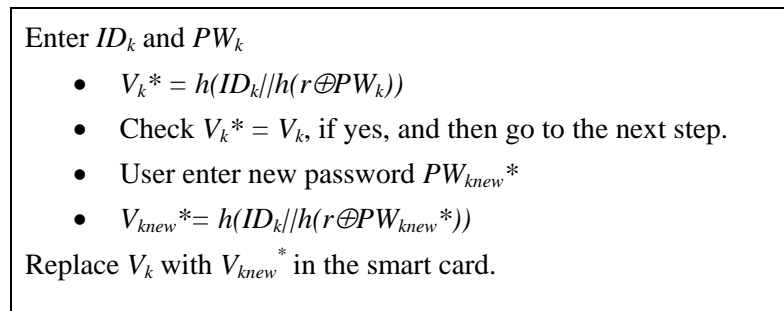 Enter IDₖ and PWₖ
• Vₖ* = h(IDₖ//h(r⊕PWₖ))
• Check Vₖ* = Vₖ, if yes, and then go to the next step.
• User enter new password PWₖₙₑw*
• Vₖₙₑw*= h(IDₖ//h(r⊕PWₖₙₑw*))
Replace Vₖ with Vₖₙₑw* in the smart card.